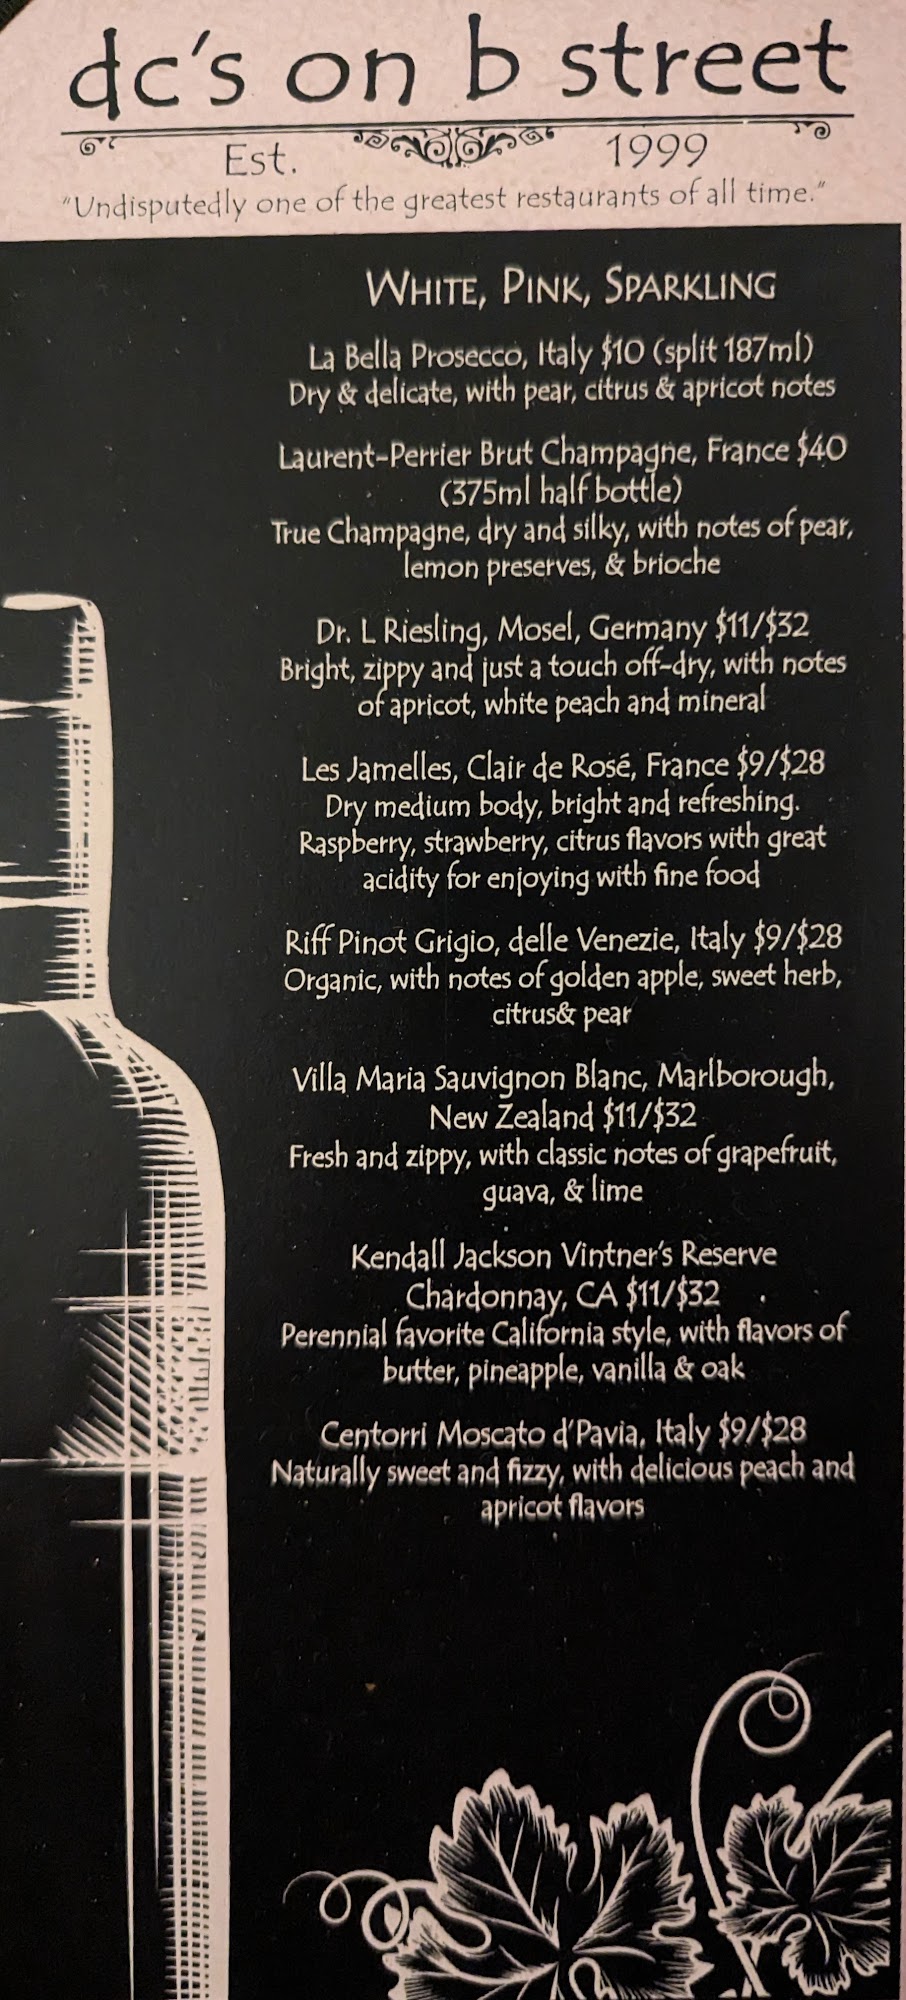 dc's on b street
Est. 1999
"Undisputedly one of the greatest restaurants of all time."
WHITE, PINK, SPARKLING
La Bella Prosecco, Italy $10 (split 187ml)
Dry & delicate, with pear, citrus & apricot notes
Laurent-Perrier Brut Champagne, France $40
(375ml half bottle)
True Champagne, dry and silky, with notes of pear,
lemon preserves, & brioche
Dr. L Riesling, Mosel, Germany $11/$32
Bright, zippy and just a touch off-dry, with notes
of apricot, white peach and mineral
Les Jamelles, Clair de Rosé, France $9/$28
Dry medium body, bright and refreshing.
Raspberry, strawberry, citrus flavors with great
acidity for enjoying with fine food
Riff Pinot Grigio, delle Venezie, Italy $9/$28
Organic, with notes of golden apple, sweet herb,
citrus& pear
Villa Maria Sauvignon Blanc, Marlborough,
New Zealand $11/$32
Fresh and zippy, with classic notes of grapefruit,
guava, & lime
Kendall Jackson Vintner's Reserve
Chardonnay, CA $11/$32
Perennial favorite California style, with flavors of
butter, pineapple, vanilla & oak
Centorri Moscato d'Pavia, Italy $9/$28
Naturally sweet and fizzy, with delicious peach and
apricot flavors